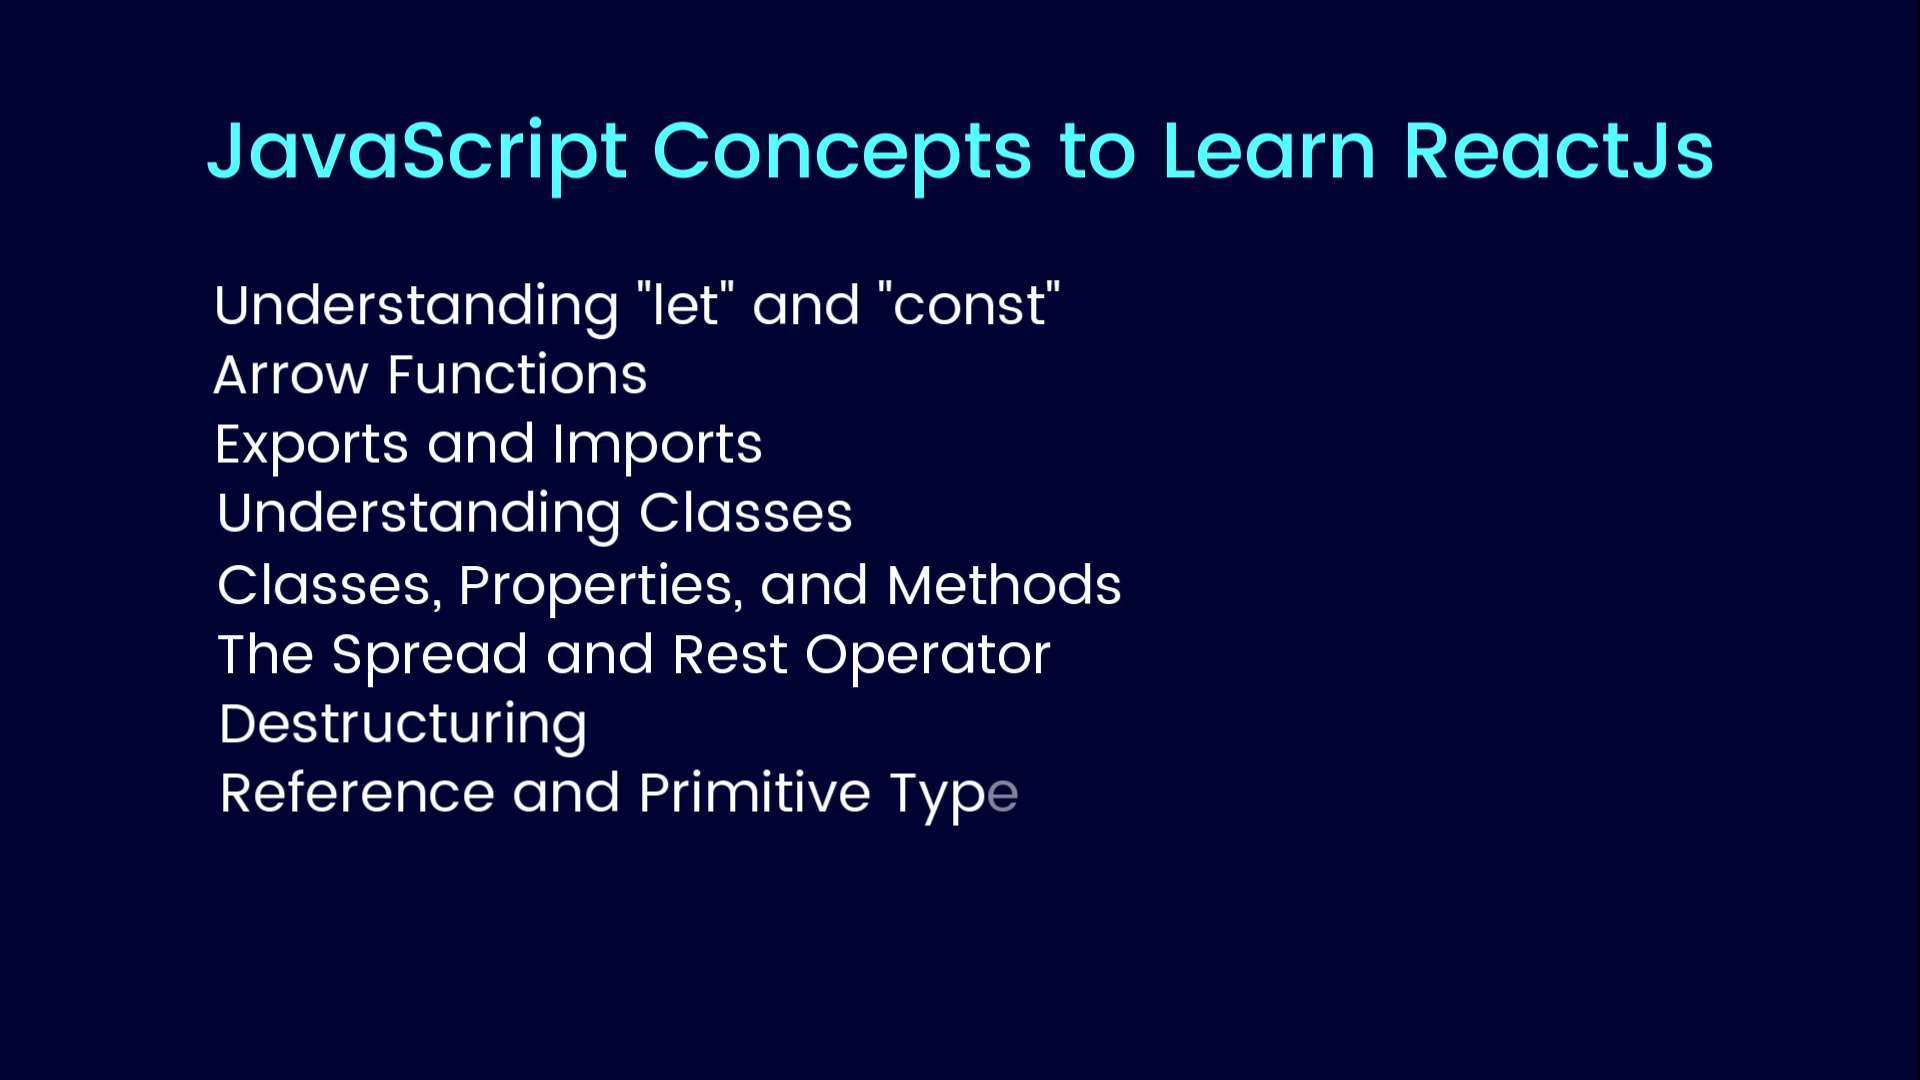 JavaScript Concepts to Learn ReactJs
Understanding "let" and "const"
Arrow Functions
Exports and Imports
Understanding Classes
Classes, Properties, and Methods
The Spread and Rest Operator
Destructuring
Reference and Primitive Type